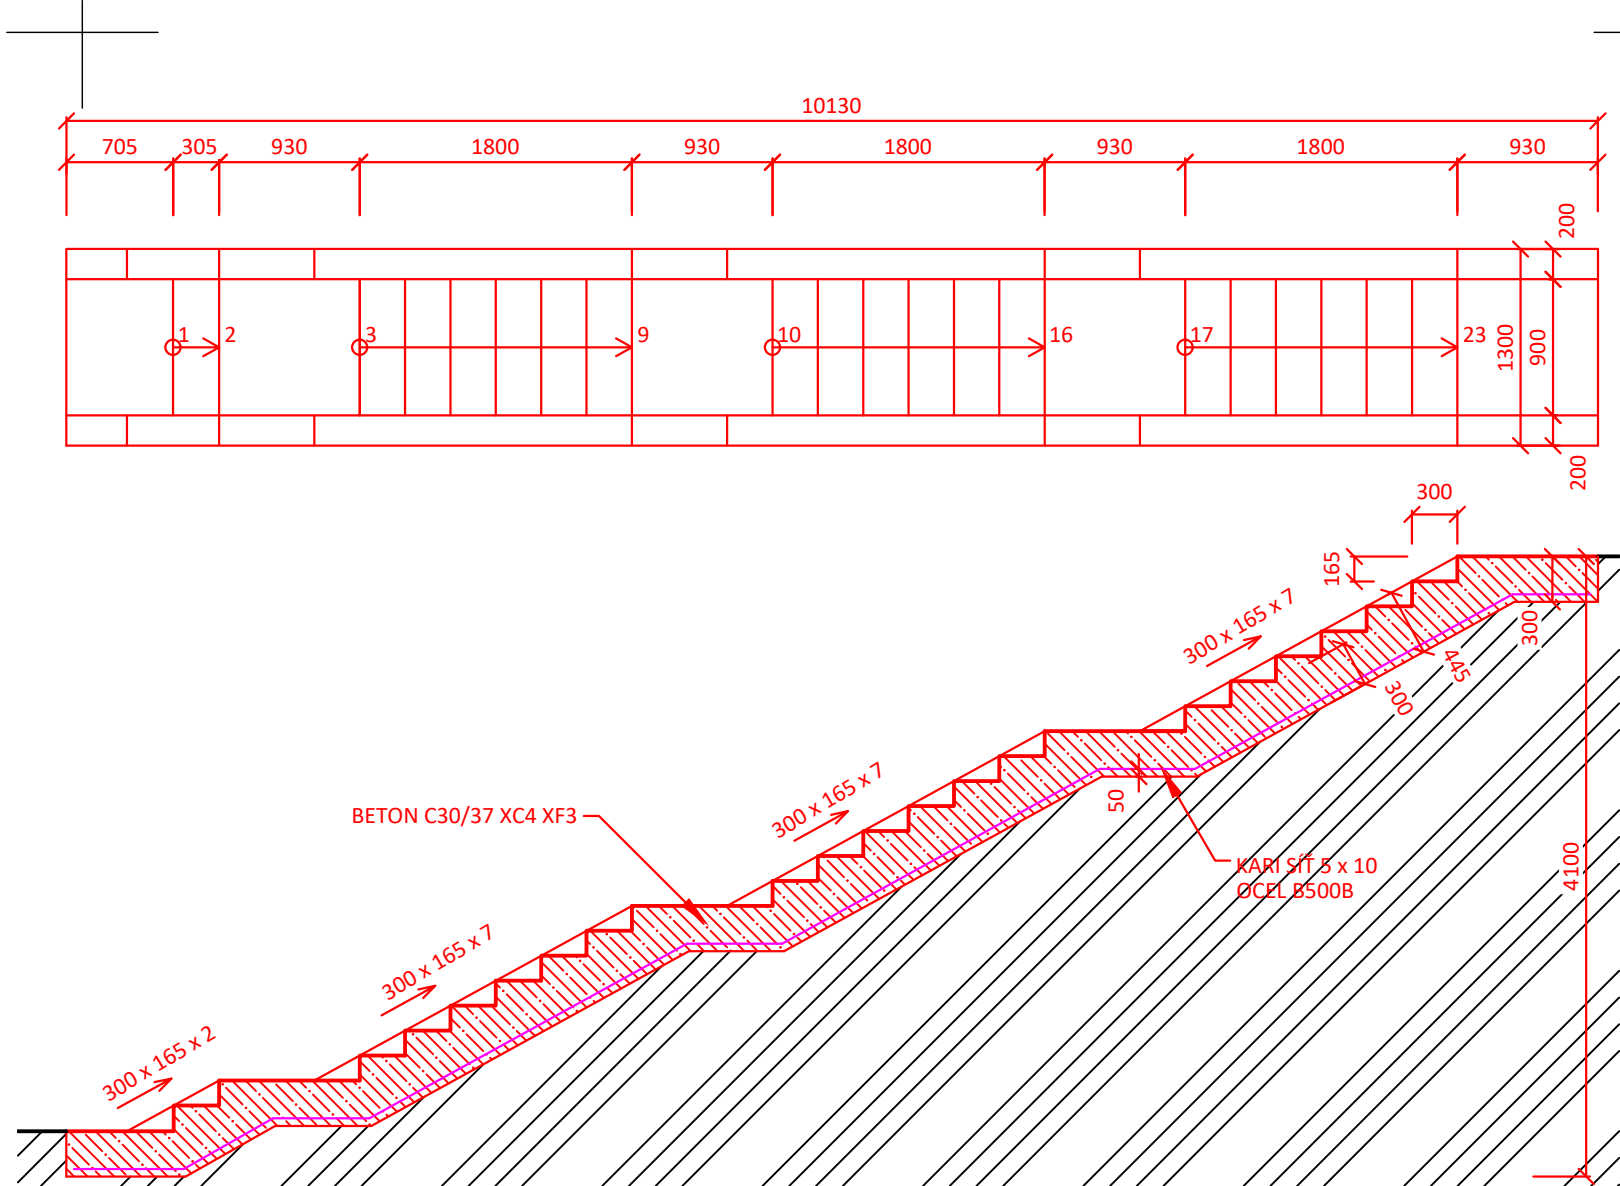 10130
705 305 930 1800 930 1800 930 1800 930
200
1 2 3 9 10 16 17 23
1300 900
200
300
165
300 x 165 x 7
300
445
300
300 x 165 x 7
50
BETON C30/37 XC4 XF3
KARI SÍŤ 5 x 10
OCEL B500B
4100
300 x 165 x 7
300 x 165 x 2